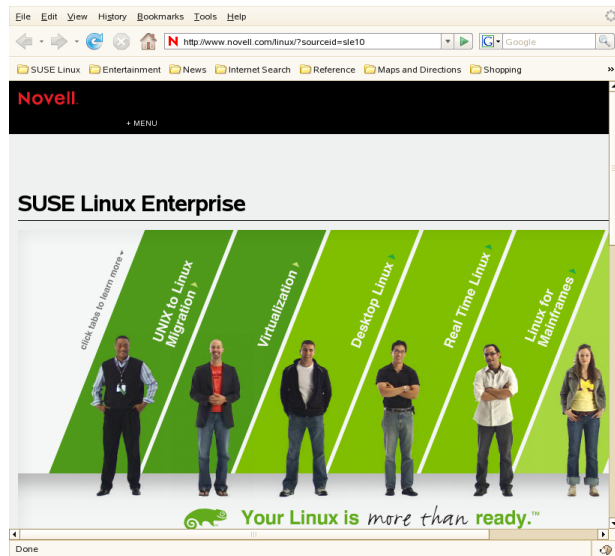 File Edit View History Bookmarks Tools Help
http://www.novell.com/linux/?sourceid=sle10
G Google
SUSE Linux Entertainment News Internet Search Reference Maps and Directions Shopping »
Novell.
+ MENU
SUSE Linux Enterprise
click tabs to learn more
UNIX to Linux
Migration
Virtualization
Desktop Linux
Real Time Linux
Linux for
Mainframes
Your Linux is more than ready.™
Done